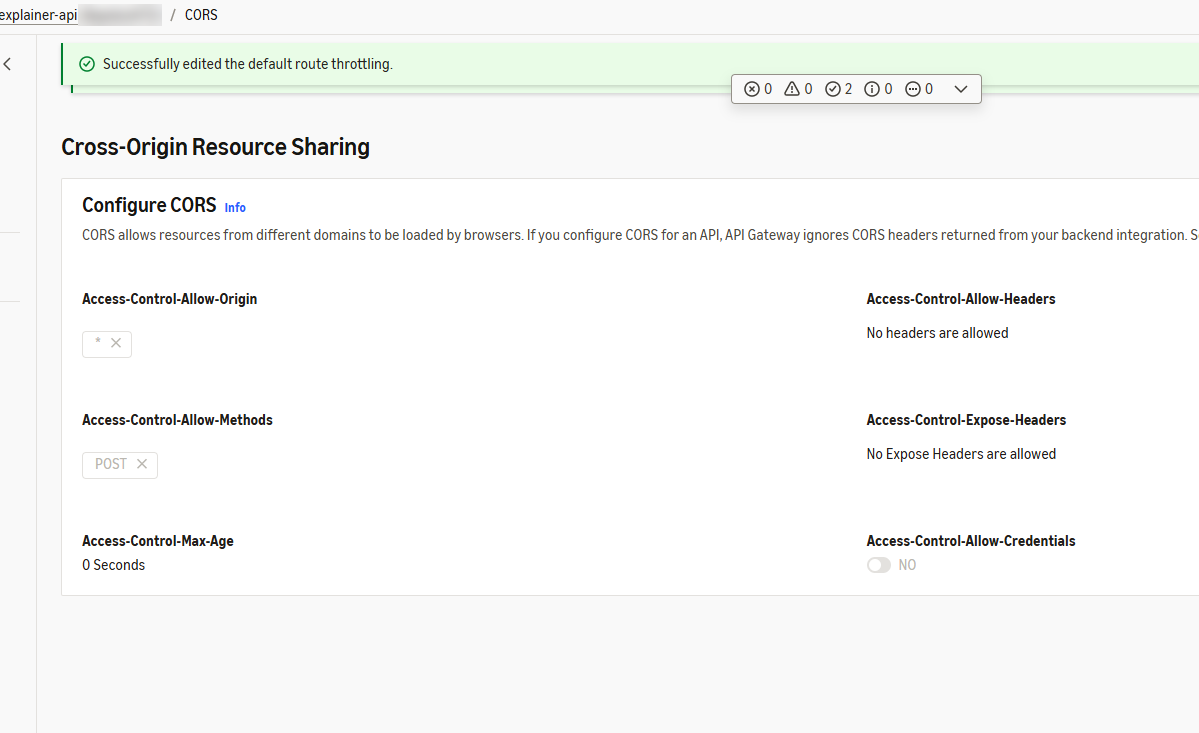 explainer-api / CORS
Successfully edited the default route throttling.
0 0 2 0 0
Cross-Origin Resource Sharing
Configure CORS Info
CORS allows resources from different domains to be loaded by browsers. If you configure CORS for an API, API Gateway ignores CORS headers returned from your backend integration.
Access-Control-Allow-Origin
*
Access-Control-Allow-Headers
No headers are allowed
Access-Control-Allow-Methods
POST
Access-Control-Expose-Headers
No Expose Headers are allowed
Access-Control-Max-Age
0 Seconds
Access-Control-Allow-Credentials
NO